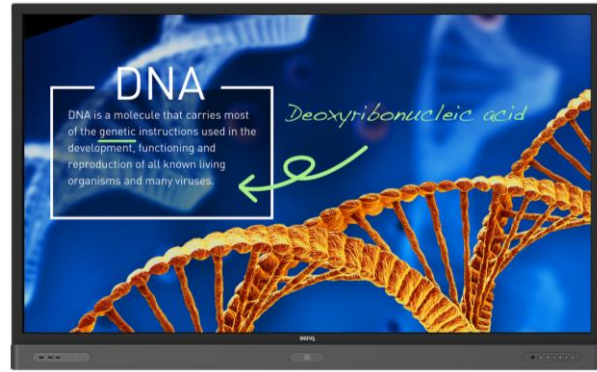 DNA
DNA is a molecule that carries most
of the genetic instructions used in the
development, functioning and
reproduction of all known living
organisms and many viruses.
Deoxyribonucleic acid
BenQ